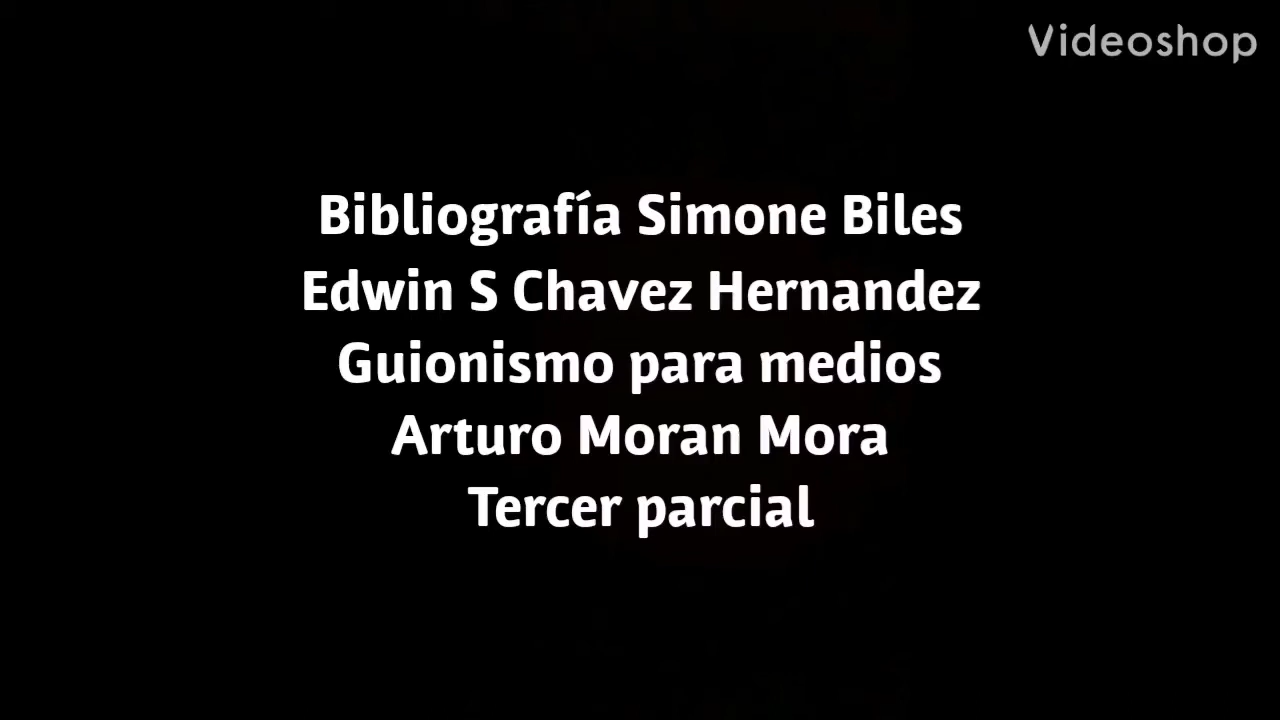 Videoshop
Bibliografía Simone Biles
Edwin S Chavez Hernandez
Guionismo para medios
Arturo Moran Mora
Tercer parcial